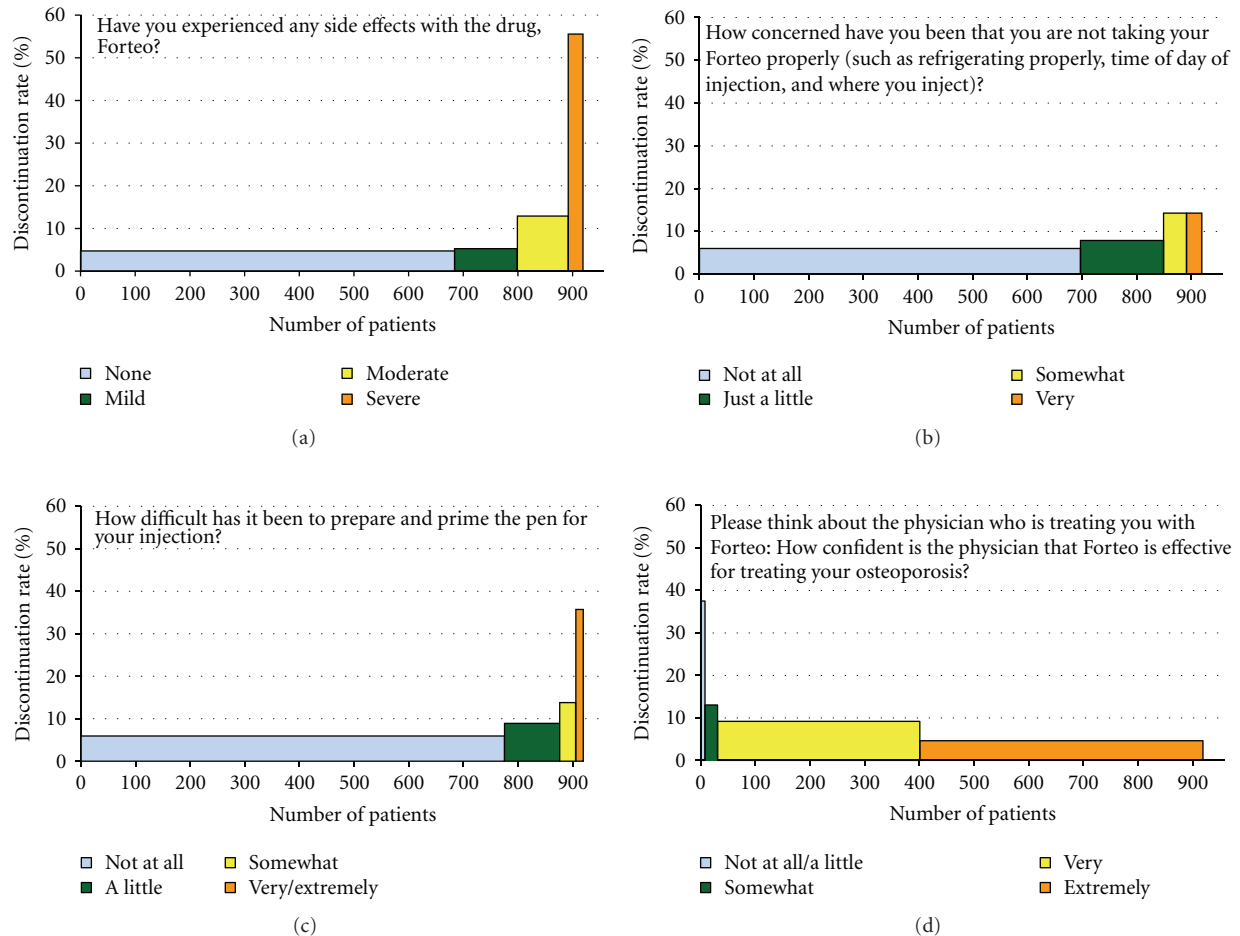 Have you experienced any side effects with the drug,
Forteo?
Discontinuation rate (%)
60
50
40
30
20
10
0
0 100 200 300 400 500 600 700 800 900
Number of patients
None
Mild
Moderate
Severe
(a)
How concerned have you been that you are not taking your
Forteo properly (such as refrigerating properly, time of day of
injection, and where you inject)?
Discontinuation rate (%)
60
50
40
30
20
10
0
0 100 200 300 400 500 600 700 800 900
Number of patients
Not at all
Just a little
Somewhat
Very
(b)
How difficult has it been to prepare and prime the pen for
your injection?
Discontinuation rate (%)
60
50
40
30
20
10
0
0 100 200 300 400 500 600 700 800 900
Number of patients
Not at all
A little
Somewhat
Very/extremely
(c)
Please think about the physician who is treating you with
Forteo: How confident is the physician that Forteo is effective
for treating your osteoporosis?
Discontinuation rate (%)
60
50
40
30
20
10
0
0 100 200 300 400 500 600 700 800 900
Number of patients
Not at all/a little
Somewhat
Very
Extremely
(d)